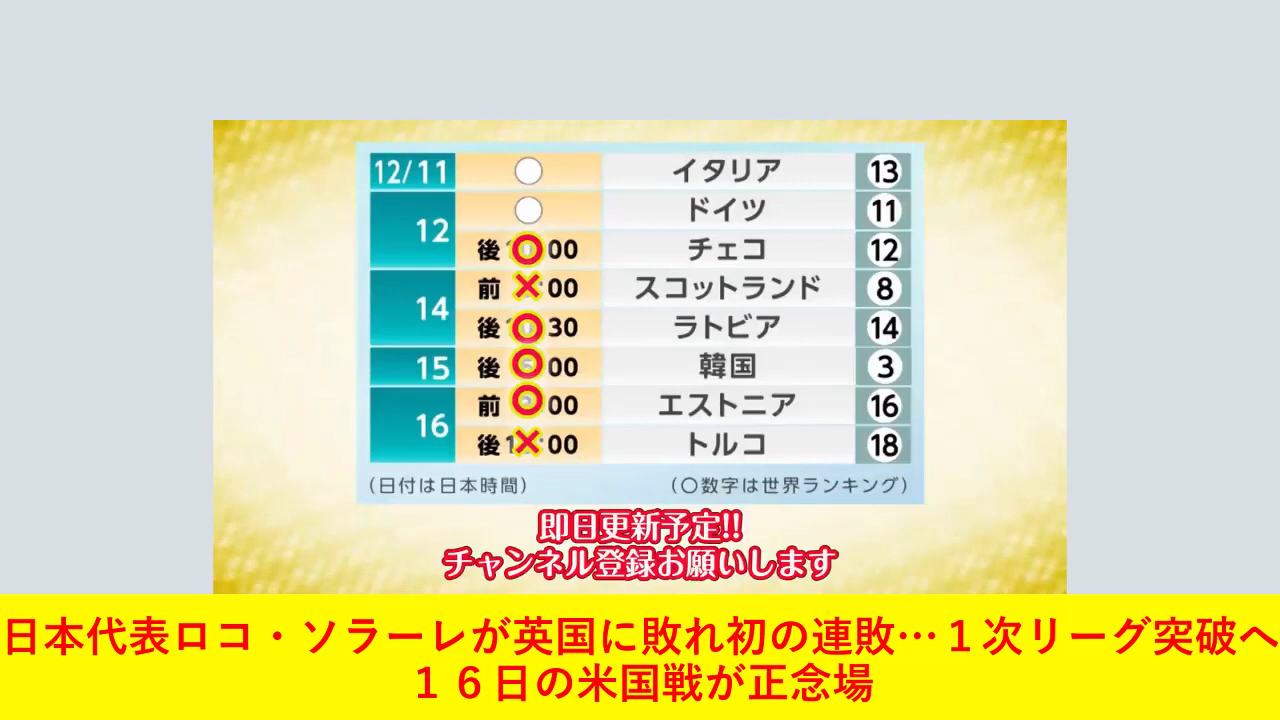 12/11 ○ イタリア 13
12 ○ ドイツ 11
後 00 チェコ 12
14 前 00 スコットランド 8
後 30 ラトビア 14
15 後 00 韓国 3
16 前 00 エストニア 16
後 00 トルコ 18
(日付は日本時間) (○数字は世界ランキング)
即日更新予定!!
チャンネル登録お願いします
日本代表ロコ・ソラーレが英国に敗れ初の連敗…１次リーグ突破へ
１６日の米国戦が正念場